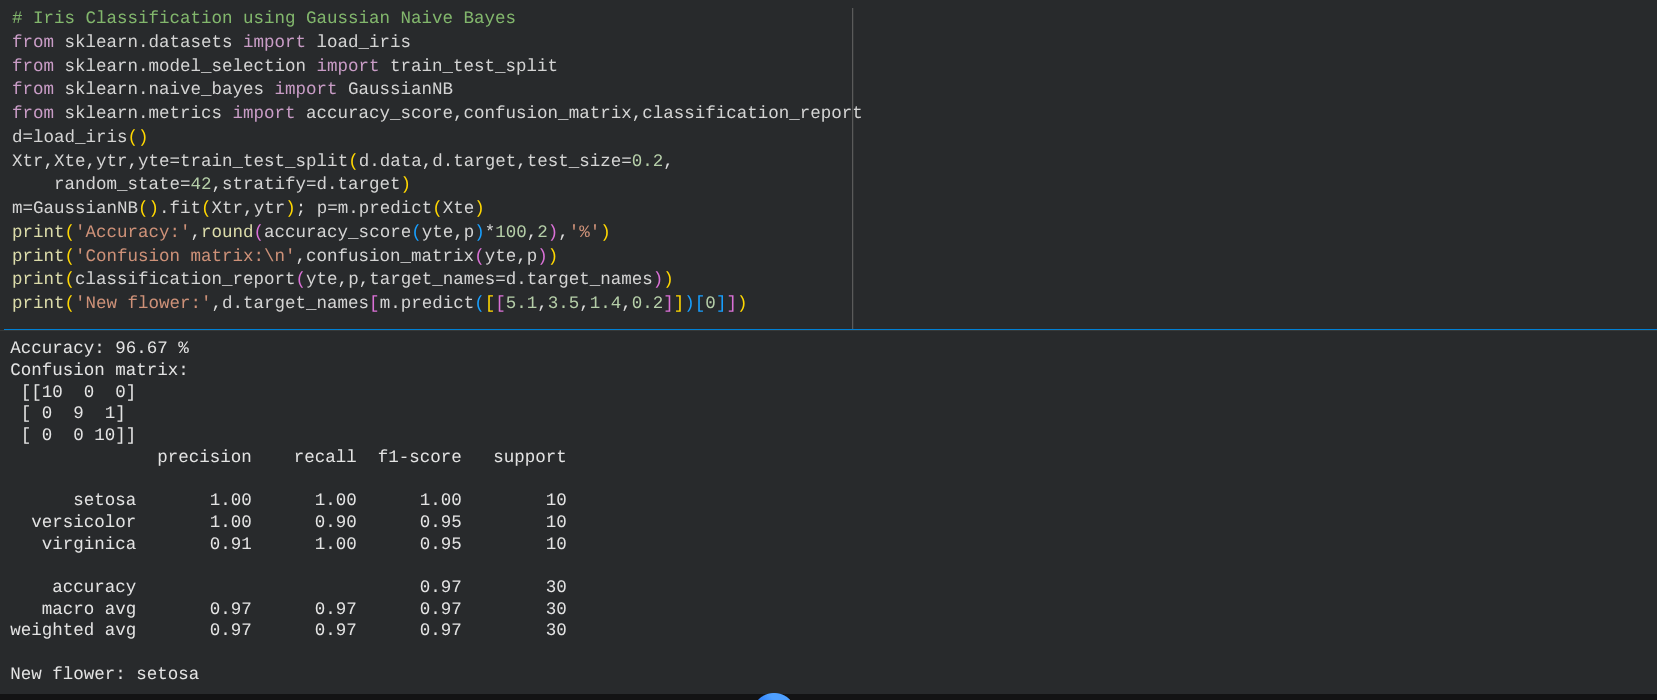 # Iris Classification using Gaussian Naive Bayes
from sklearn.datasets import load_iris
from sklearn.model_selection import train_test_split
from sklearn.naive_bayes import GaussianNB
from sklearn.metrics import accuracy_score,confusion_matrix,classification_report
d=load_iris()
Xtr,Xte,ytr,yte=train_test_split(d.data,d.target,test_size=0.2,
    random_state=42,stratify=d.target)
m=GaussianNB().fit(Xtr,ytr); p=m.predict(Xte)
print('Accuracy:',round(accuracy_score(yte,p)*100,2),'%')
print('Confusion matrix:\n',confusion_matrix(yte,p))
print(classification_report(yte,p,target_names=d.target_names))
print('New flower:',d.target_names[m.predict([[5.1,3.5,1.4,0.2]])[0]])
Accuracy: 96.67 %
Confusion matrix:
 [[10  0  0]
 [ 0  9  1]
 [ 0  0 10]]
              precision    recall  f1-score   support

      setosa       1.00      1.00      1.00        10
  versicolor       1.00      0.90      0.95        10
   virginica       0.91      1.00      0.95        10

    accuracy                           0.97        30
   macro avg       0.97      0.97      0.97        30
weighted avg       0.97      0.97      0.97        30

New flower: setosa